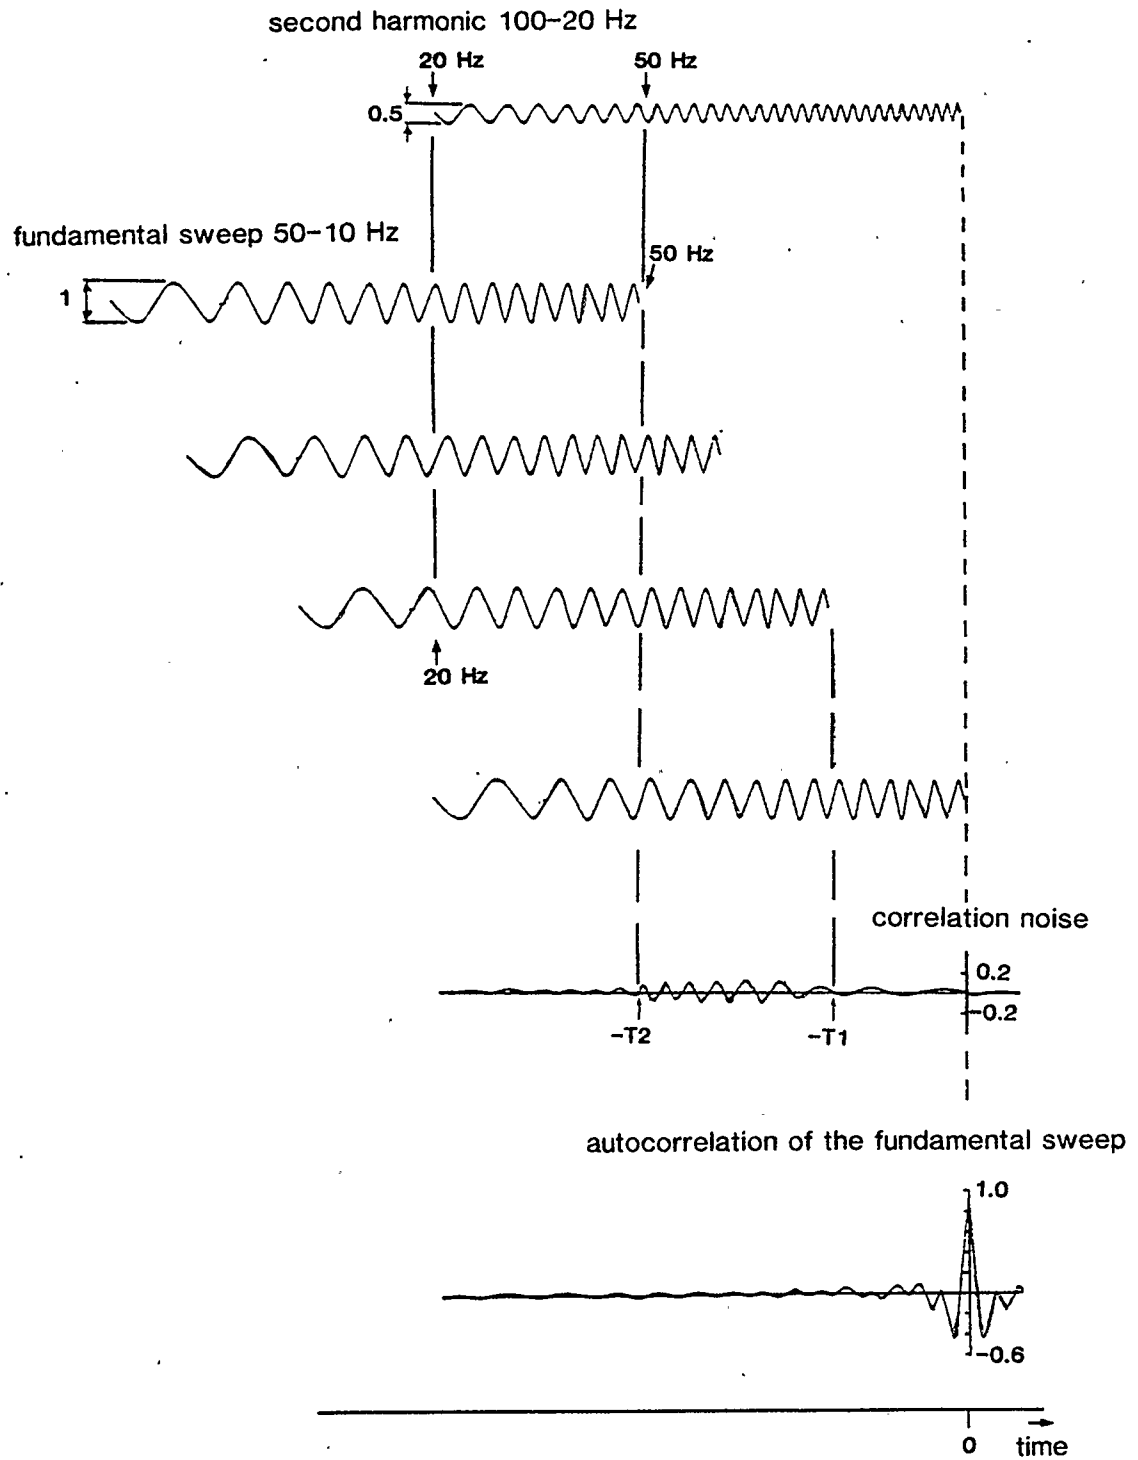 second harmonic 100-20 Hz
20 Hz
50 Hz
0.5
fundamental sweep 50-10 Hz
50 Hz
1
20 Hz
correlation noise
0.2
-0.2
-T2
-T1
autocorrelation of the fundamental sweep
1.0
-0.6
0
time